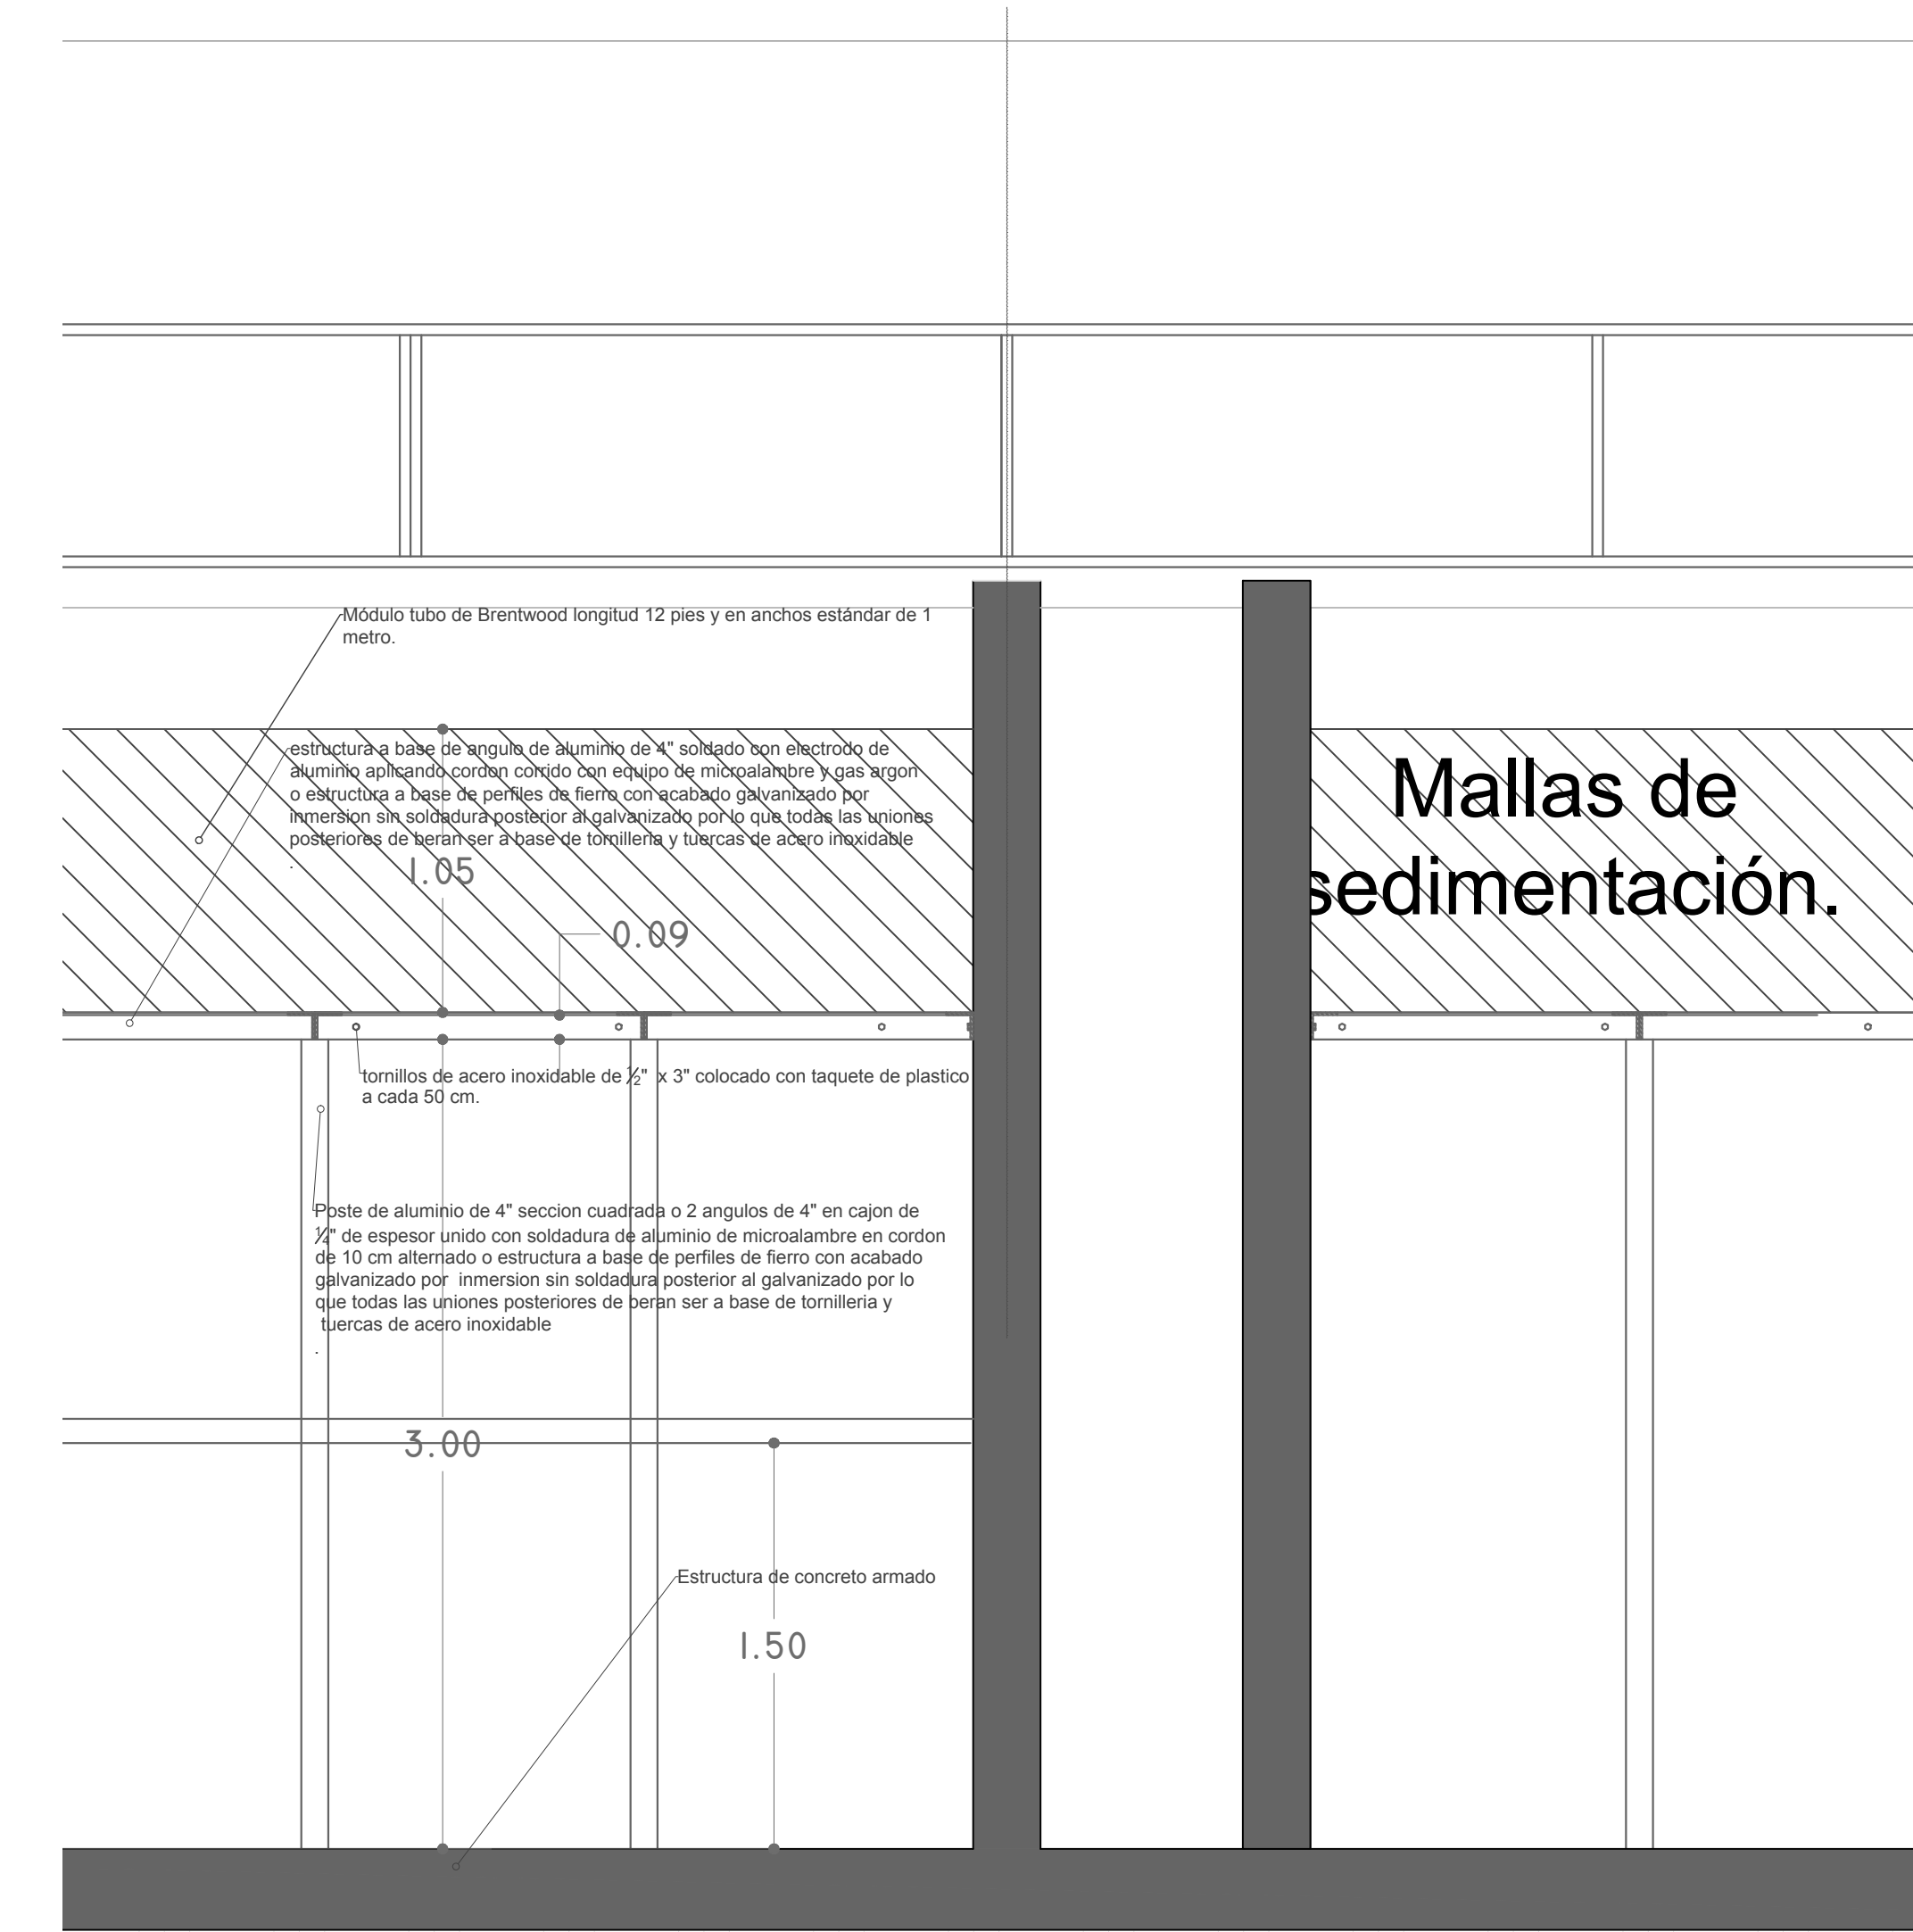 Módulo tubo de Brentwood longitud 12 pies y en anchos estándar de 1
metro.
estructura a base de angulo de aluminio de 4" soldado con electrodo de
aluminio aplicando cordon corrido con equipo de microalambre y gas argon
o estructura a base de perfiles de fierro con acabado galvanizado por
inmersion sin soldadura posterior al galvanizado por lo que todas las uniones
posteriores de beran ser a base de tornilleria y tuercas de acero inoxidable
.
1.05
0.09
Mallas de
sedimentación.
tornillos de acero inoxidable de ½" x 3" colocado con taquete de plastico
a cada 50 cm.
Poste de aluminio de 4" seccion cuadrada o 2 angulos de 4" en cajon de
¼" de espesor unido con soldadura de aluminio de microalambre en cordon
de 10 cm alternado o estructura a base de perfiles de fierro con acabado
galvanizado por inmersion sin soldadura posterior al galvanizado por lo
que todas las uniones posteriores de beran ser a base de tornilleria y
tuercas de acero inoxidable
.
3.00
Estructura de concreto armado
1.50